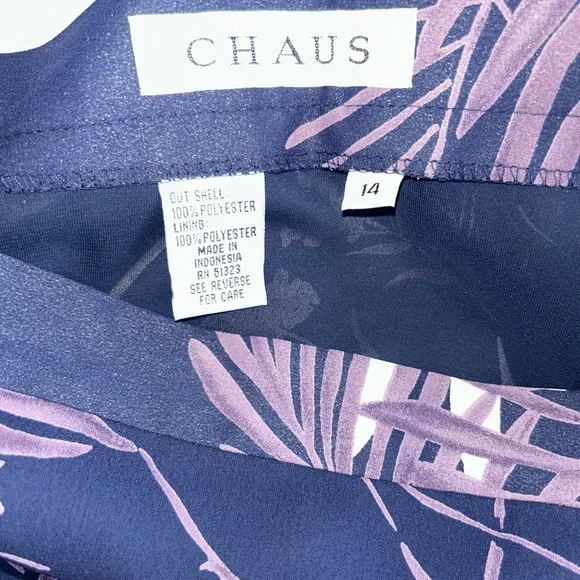 CHAUS
14
OUT SHELL:
100%POLYESTER
LINING:
100%POLYESTER
MADE IN
INDONESIA
RN 51323
SEE REVERSE
FOR CARE